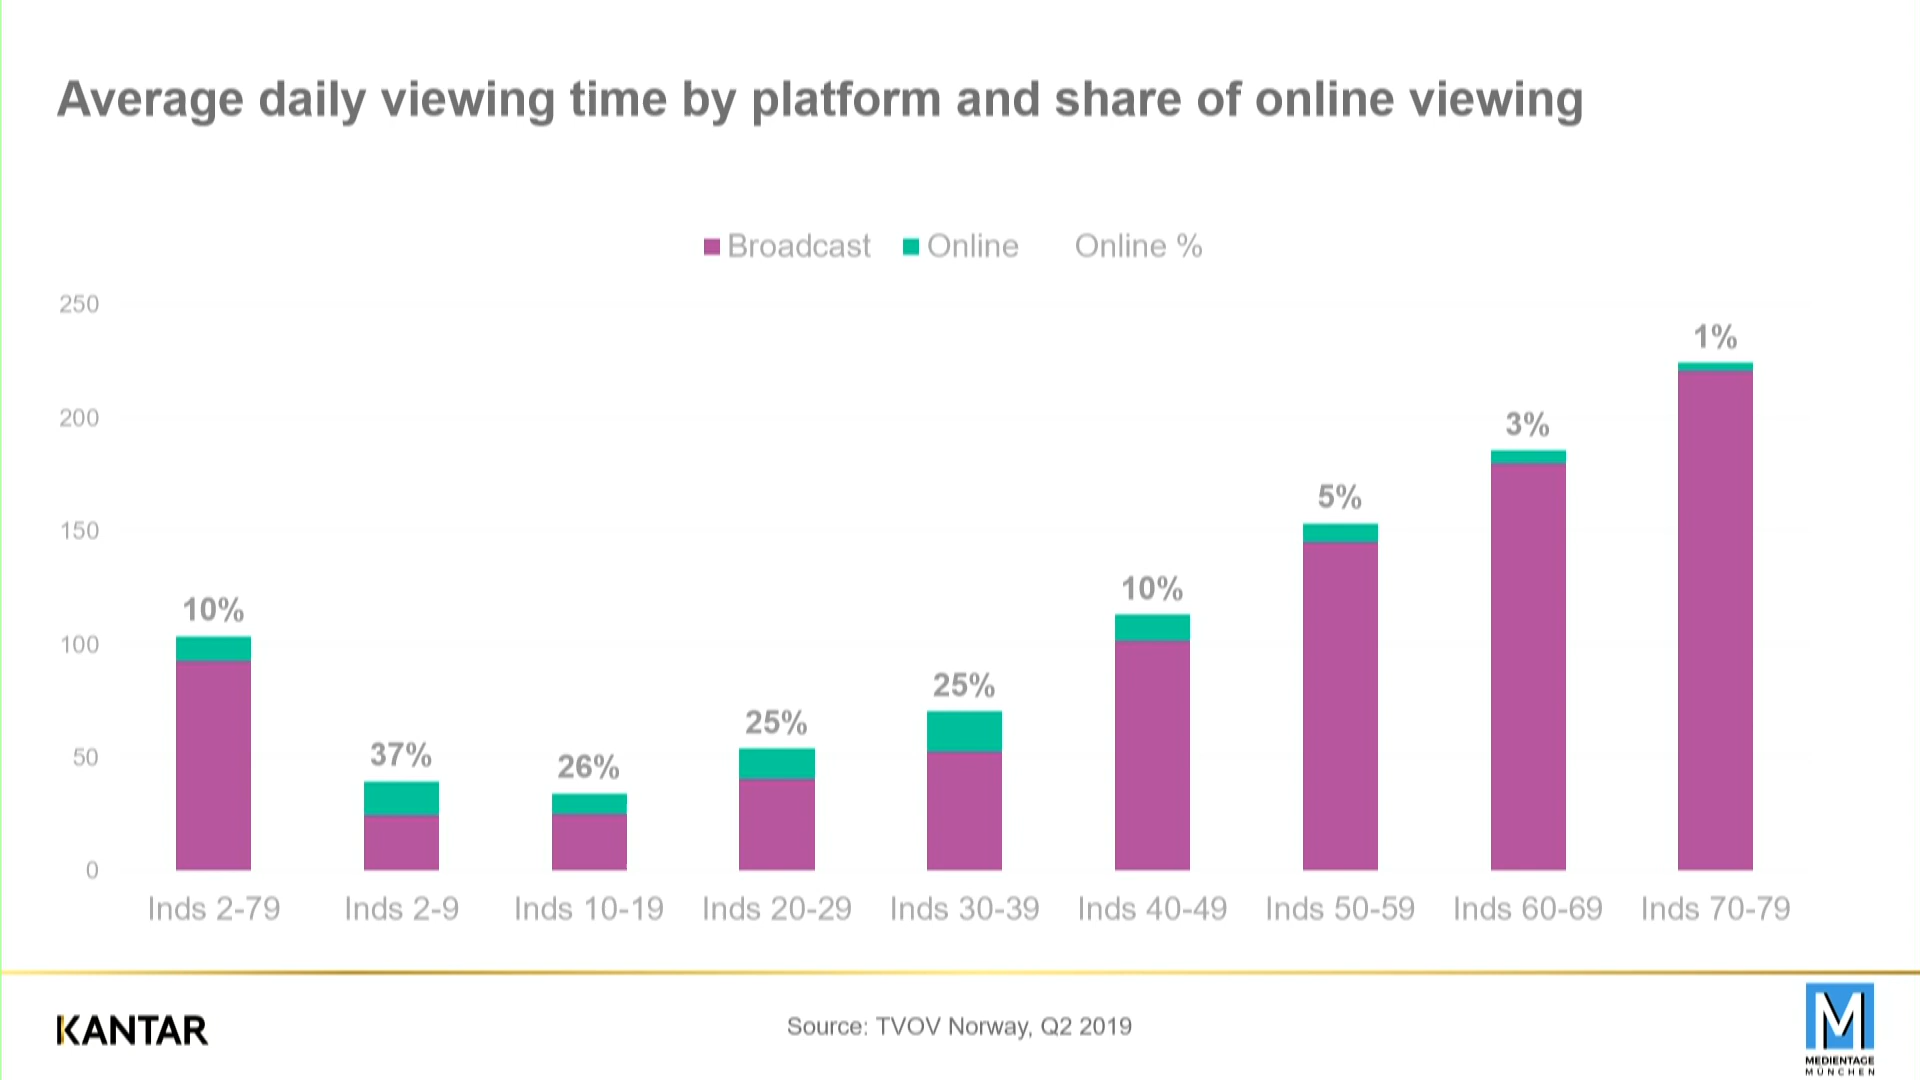 Average daily viewing time by platform and share of online viewing
Broadcast Online Online %
250
200
150
100
50
0
10%
37%
26%
25%
25%
10%
5%
3%
1%
Inds 2-79 Inds 2-9 Inds 10-19 Inds 20-29 Inds 30-39 Inds 40-49 Inds 50-59 Inds 60-69 Inds 70-79
KANTAR
Source: TVOV Norway, Q2 2019
M
MEDIENTAGE
MÜNCHEN